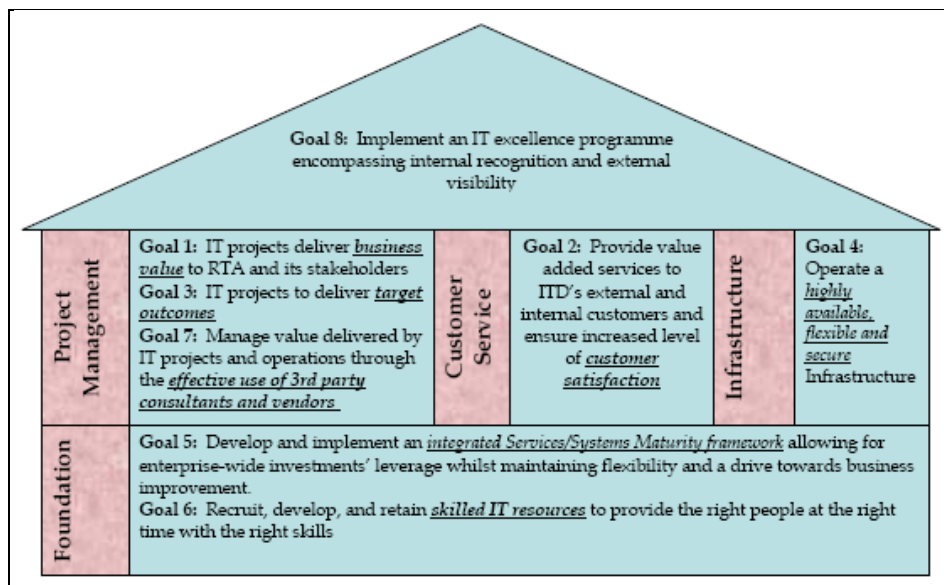 Goal 8: Implement an IT excellence programme
encompassing internal recognition and external
visibility
Project
Management
Goal 1: IT projects deliver business
value to RTA and its stakeholders
Goal 3: IT projects to deliver target
outcomes
Goal 7: Manage value delivered by
IT projects and operations through
the effective use of 3rd party
consultants and vendors
Customer
Service
Goal 2: Provide value
added services to
ITD's external and
internal customers and
ensure increased level
of customer
satisfaction
Infrastructure
Goal 4:
Operate a
highly
available,
flexible and
secure
Infrastructure
Foundation
Goal 5: Develop and implement an integrated Services/Systems Maturity framework allowing for
enterprise-wide investments' leverage whilst maintaining flexibility and a drive towards business
improvement.
Goal 6: Recruit, develop, and retain skilled IT resources to provide the right people at the right
time with the right skills